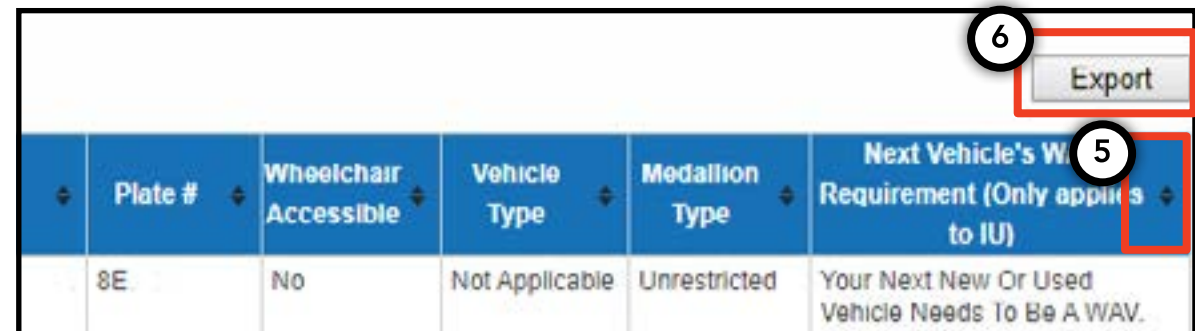 6
Export
5
Plate #
Wheelchair
Accessible
Vehicle
Type
Medallion
Type
Next Vehicle's
Requirement (Only applies
to IU)
8E
No
Not Applicable
Unrestricted
Your Next New Or Used
Vehicle Needs To Be A WAV.